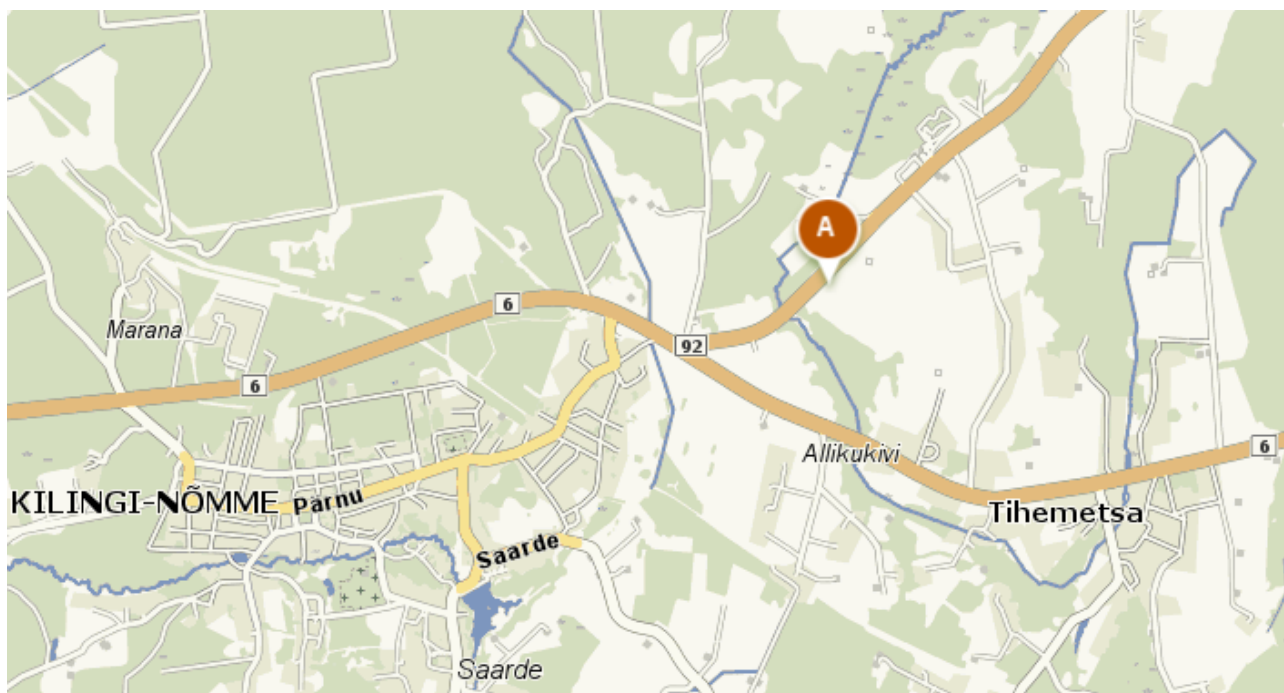 A
6
Marana
92
6
Allikukivi
6
KILINGI-NÕMME
Pärnu
Tihemetsa
Saarde
Saarde